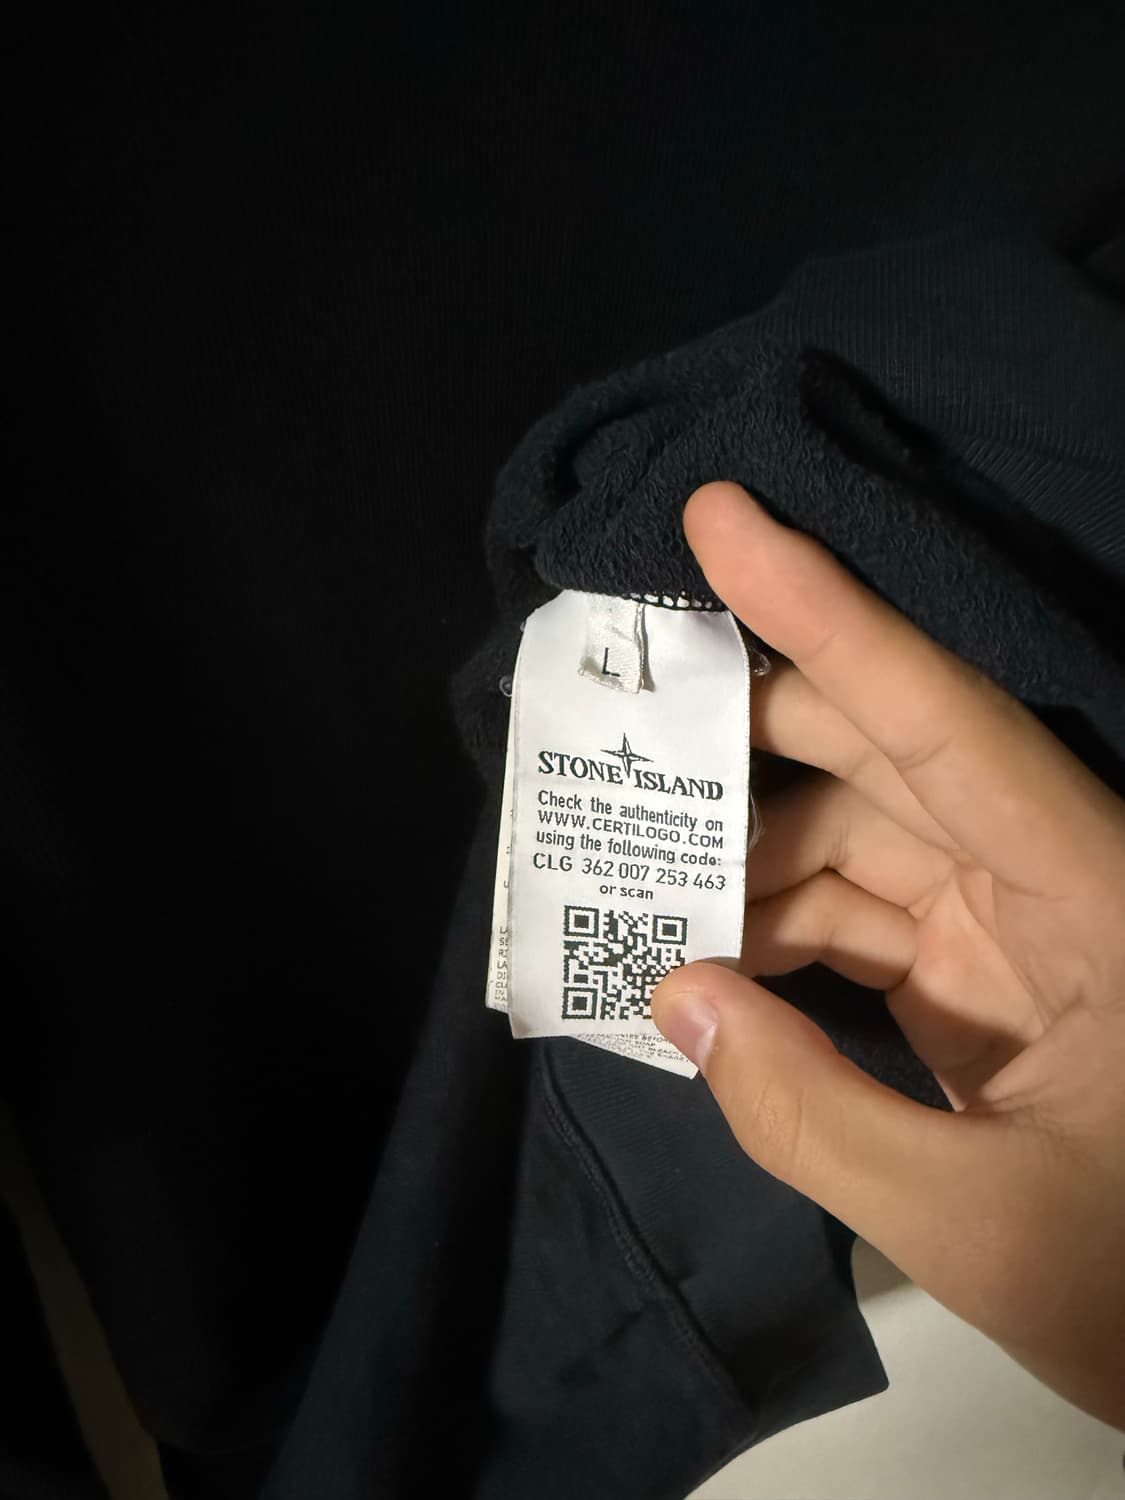 L
STONE ISLAND
Check the authenticity on
WWW.CERTILOGO.COM
using the following code:
CLG 362 007 253 463
or scan